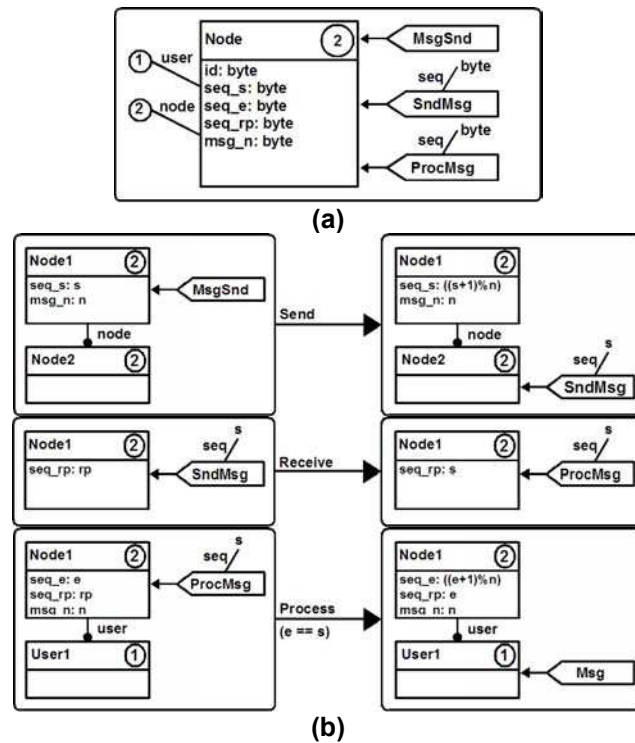 Node 2
1 user
2 node
id: byte
seq_s: byte
seq_e: byte
seq_rp: byte
msg_n: byte
MsgSnd
seq byte
SndMsg
seq byte
ProcMsg
(a)
Node1 2
seq_s: s
msg_n: n
MsgSnd
node
Node2 2
Send
Node1 2
seq_s: ((s+1)%n)
msg_n: n
node
Node2 2
s
seq
SndMsg
Node1 2
seq_rp: rp
s
seq
SndMsg
Receive
Node1 2
seq_rp: s
s
seq
ProcMsg
Node1 2
seq_e: e
seq_rp: rp
msg_n: n
s
seq
ProcMsg
user
User1 1
Process
(e == s)
Node1 2
seq_e: ((e+1)%n)
seq_rp: e
msg_n: n
user
User1 1
Msg
(b)